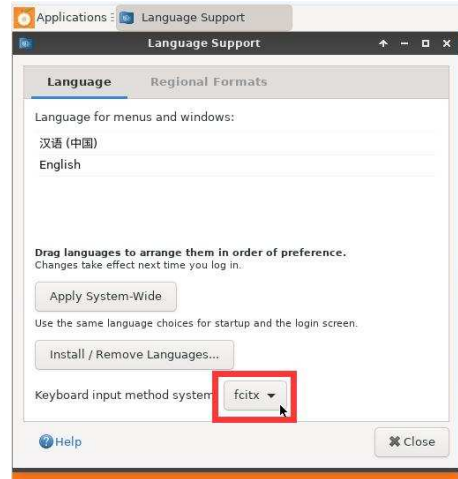 Applications
Language Support
Language Support
Language Regional Formats
Language for menus and windows:
汉语 (中国)
English
Drag languages to arrange them in order of preference.
Changes take effect next time you log in.
Apply System-Wide
Use the same language choices for startup and the login screen.
Install / Remove Languages...
Keyboard input method system fcitx
Help Close